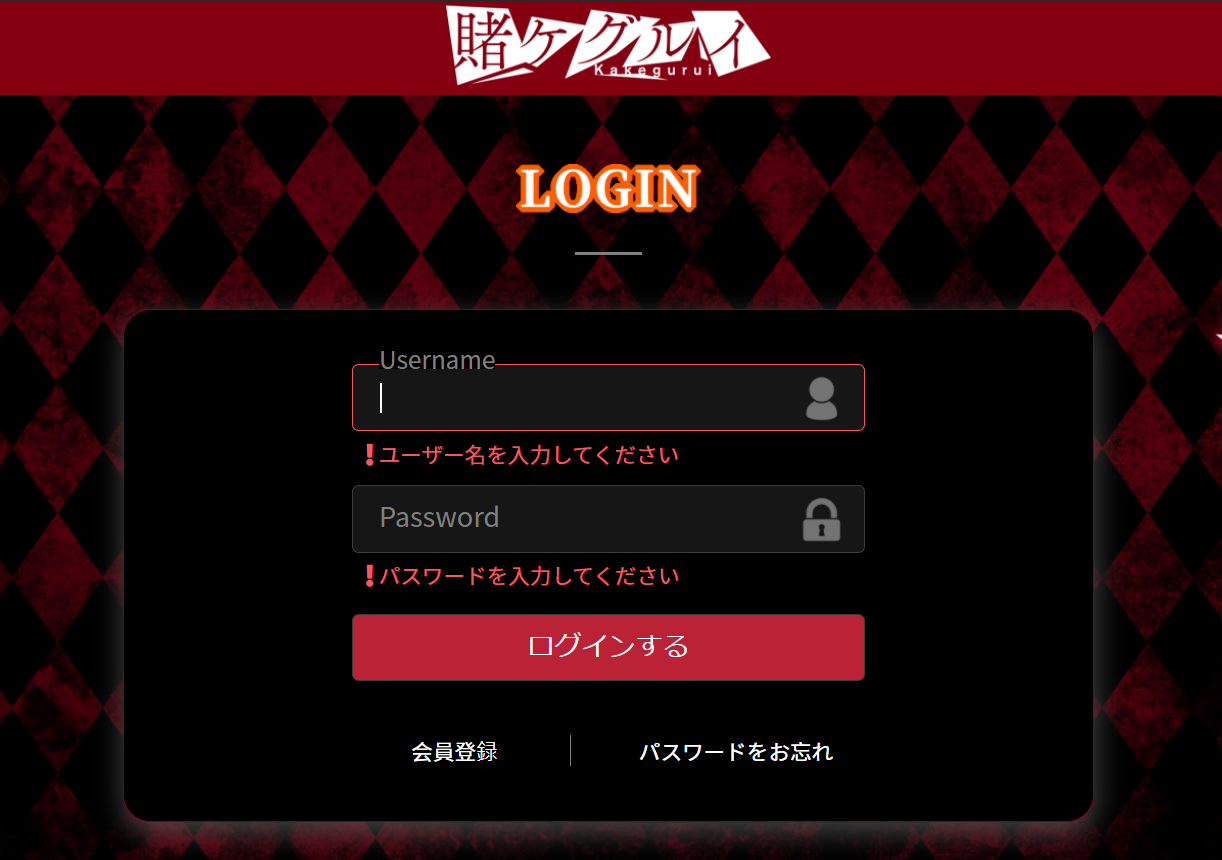 賭ケグルイ
Kakegurui
LOGIN
Username
ユーザー名を入力してください
Password
パスワードを入力してください
ログインする
会員登録
パスワードをお忘れ